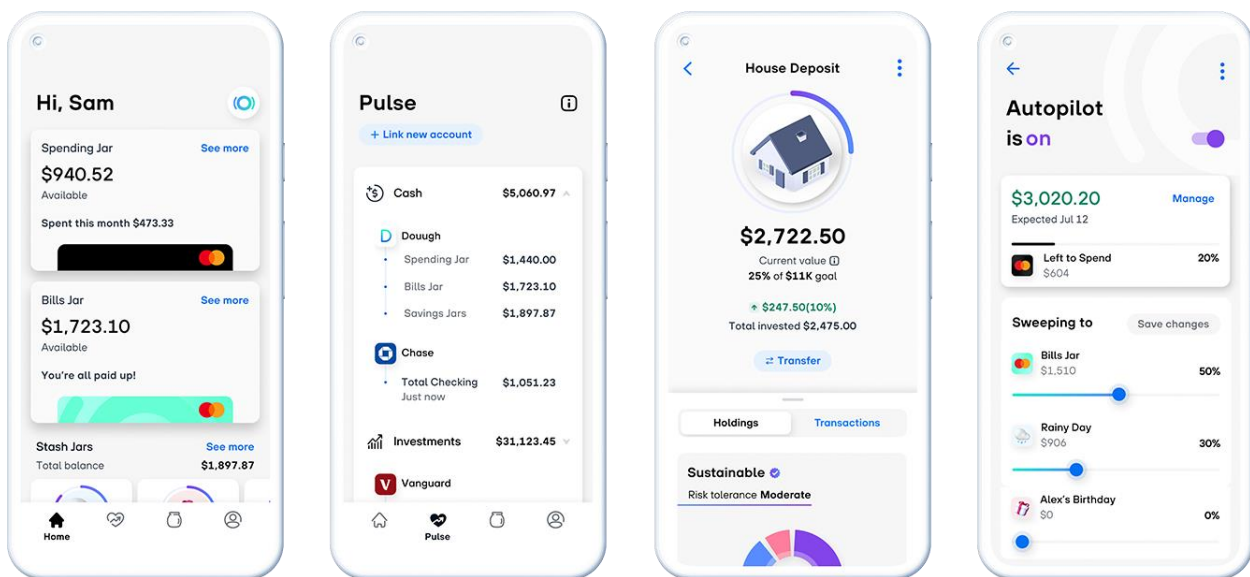 Hi, Sam
Spending Jar See more
$940.52
Available
Spent this month $473.33
Bills Jar See more
$1,723.10
Available
You're all paid up!
Stash Jars See more
Total balance $1,897.87
Home
Pulse
+ Link new account
Cash $5,060.97
Douugh
Spending Jar $1,440.00
Bills Jar $1,723.10
Savings Jars $1,897.87
Chase
Total Checking $1,051.23
Just now
Investments $31,123.45
Vanguard
Pulse
House Deposit
$2,722.50
Current value
25% of $11K goal
$247.50(10%)
Total invested $2,475.00
Transfer
Holdings Transactions
Sustainable
Risk tolerance Moderate
Autopilot
is on
$3,020.20 Manage
Expected Jul 12
Left to Spend 20%
$604
Sweeping to Save changes
Bills Jar
$1,510 50%
Rainy Day
$906 30%
Alex's Birthday
$0 0%